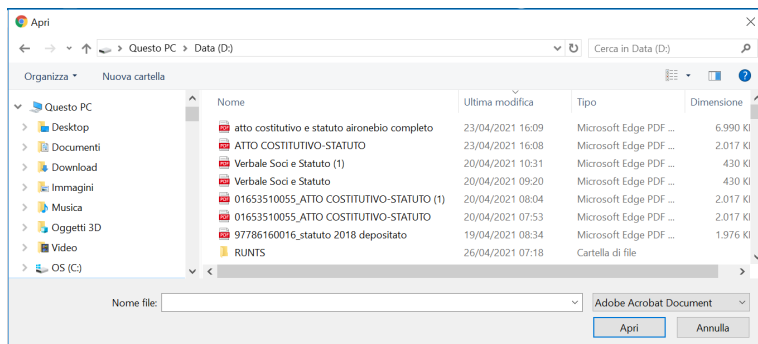 Apri
Questo PC > Data (D:)
Cerca in Data (D:)
Organizza
Nuova cartella
Questo PC
Desktop
Documenti
Download
Immagini
Musica
Oggetti 3D
Video
OS (C:)
Nome Ultima modifica Tipo Dimensione
atto costitutivo e statuto aironebio completo 23/04/2021 16:09 Microsoft Edge PDF ... 6.990 KI
ATTO COSTITUTIVO-STATUTO 23/04/2021 16:08 Microsoft Edge PDF ... 2.017 KI
Verbale Soci e Statuto (1) 20/04/2021 10:31 Microsoft Edge PDF ... 430 KI
Verbale Soci e Statuto 20/04/2021 09:20 Microsoft Edge PDF ... 430 KI
01653510055_ATTO COSTITUTIVO-STATUTO (1) 20/04/2021 08:04 Microsoft Edge PDF ... 2.017 KI
01653510055_ATTO COSTITUTIVO-STATUTO 20/04/2021 07:53 Microsoft Edge PDF ... 2.017 KI
97786160016_statuto 2018 depositato 19/04/2021 08:34 Microsoft Edge PDF ... 1.976 KI
RUNTS 26/04/2021 07:18 Cartella di file
Nome file:
Adobe Acrobat Document
Apri
Annulla